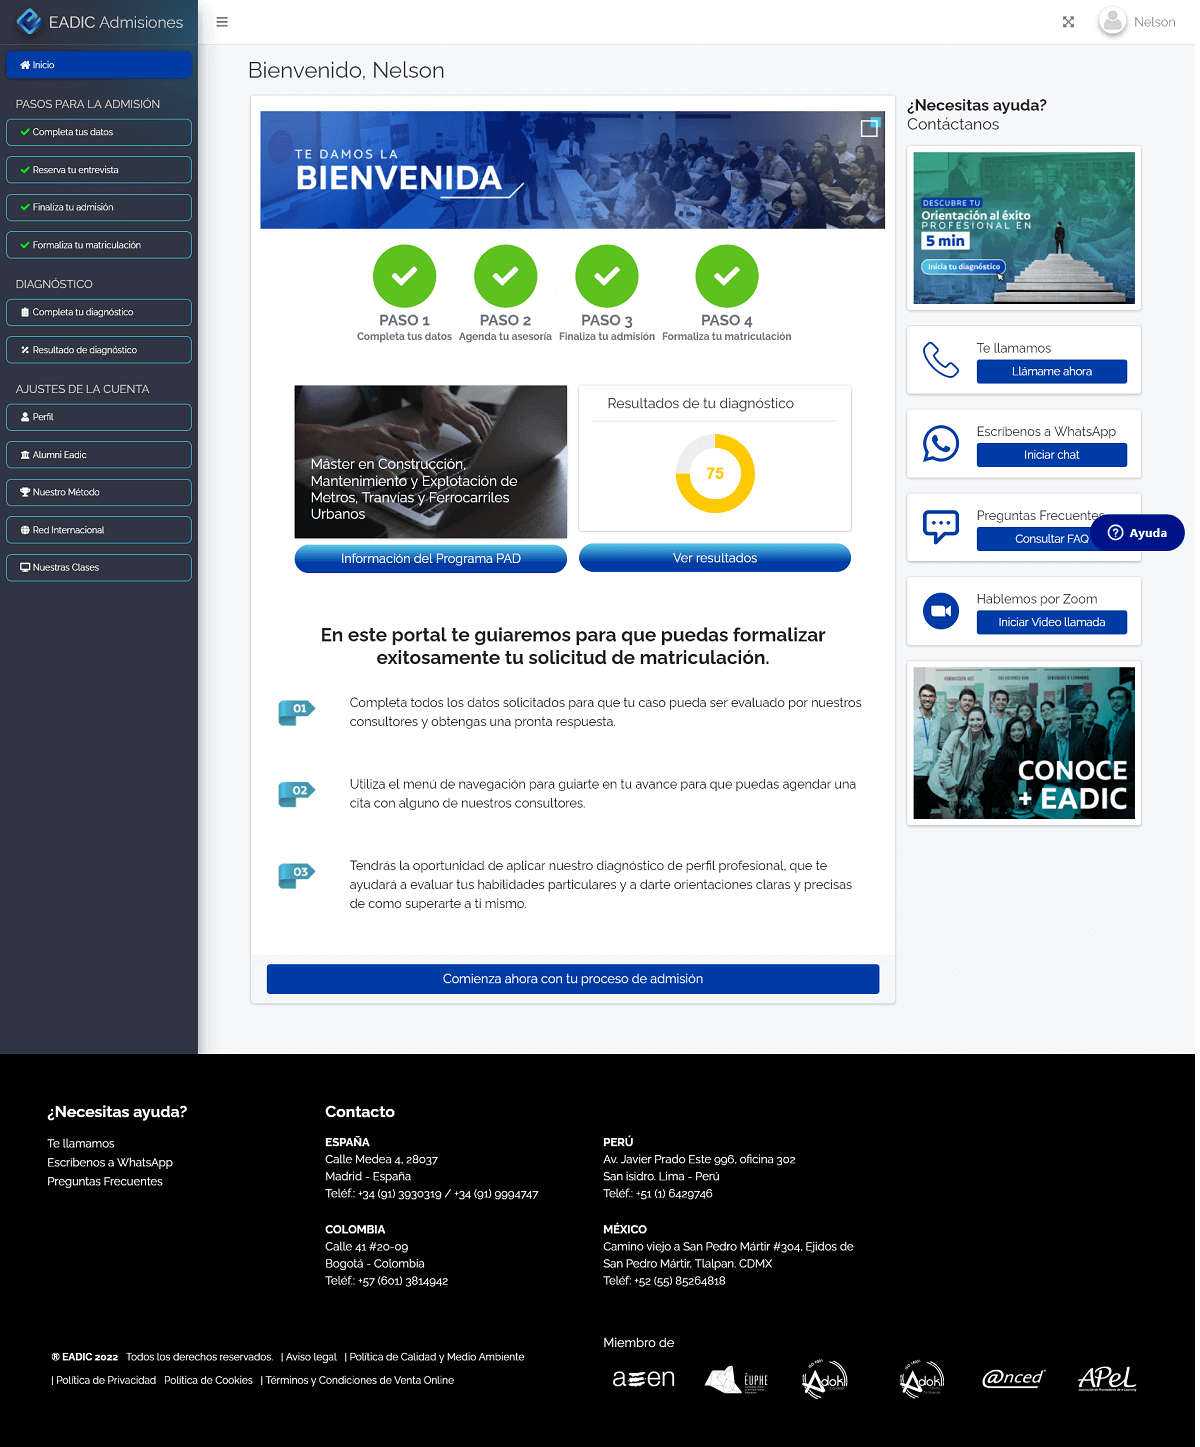 EADIC Admisiones
Nelson
Inicio
PASOS PARA LA ADMISIÓN
Completa tus datos
Reserva tu entrevista
Finaliza tu admisión
Formaliza tu matriculación
DIAGNÓSTICO
Completa tu diagnóstico
Resultado de diagnóstico
AJUSTES DE LA CUENTA
Perfil
Alumni Eadic
Nuestro Método
Red Internacional
Nuestras Clases
Bienvenido, Nelson
TE DAMOS LA
BIENVENIDA
PASO 1
Completa tus datos
PASO 2
Agenda tu asesoría
PASO 3
Finaliza tu admisión
PASO 4
Formaliza tu matriculación
Máster en Construcción,
Mantenimiento y Explotación de
Metros, Tranvías y Ferrocarriles
Urbanos
Información del Programa PAD
Resultados de tu diagnóstico
75
Ver resultados
En este portal te guiaremos para que puedas formalizar
exitosamente tu solicitud de matriculación.
01
Completa todos los datos solicitados para que tu caso pueda ser evaluado por nuestros
consultores y obtengas una pronta respuesta.
02
Utiliza el menú de navegación para guiarte en tu avance para que puedas agendar una
cita con alguno de nuestros consultores.
03
Tendrás la oportunidad de aplicar nuestro diagnóstico de perfil profesional, que te
ayudará a evaluar tus habilidades particulares y a darte orientaciones claras y precisas
de como superarte a ti mismo.
Comienza ahora con tu proceso de admisión
¿Necesitas ayuda?
Contáctanos
DESCUBRE TU
Orientación al éxito
PROFESIONAL EN
5 min
Inicia tu diagnóstico
Te llamamos
Llámame ahora
Escríbenos a WhatsApp
Iniciar chat
Preguntas Frecuentes
Consultar FAQ
Ayuda
Hablemos por Zoom
Iniciar Video llamada
CONOCE
+ EADIC
¿Necesitas ayuda?
Te llamamos
Escríbenos a WhatsApp
Preguntas Frecuentes
Contacto
ESPAÑA
Calle Medea 4, 28037
Madrid - España
Teléf.: +34 (91) 3930319 / +34 (91) 9994747
PERÚ
Av. Javier Prado Este 996, oficina 302
San isidro. Lima - Perú
Teléf.: +51 (1) 6429746
COLOMBIA
Calle 41 #20-09
Bogotá - Colombia
Teléf.: +57 (601) 3814942
MÉXICO
Camino viejo a San Pedro Mártir #304, Ejidos de
San Pedro Mártir, Tlalpan. CDMX
Teléf: +52 (55) 85264818
® EADIC 2022 Todos los derechos reservados. | Aviso legal | Política de Calidad y Medio Ambiente
| Política de Privacidad Política de Cookies | Términos y Condiciones de Venta Online
Miembro de
aeen
EUPHE
Adok
Adok
@nced
APeL